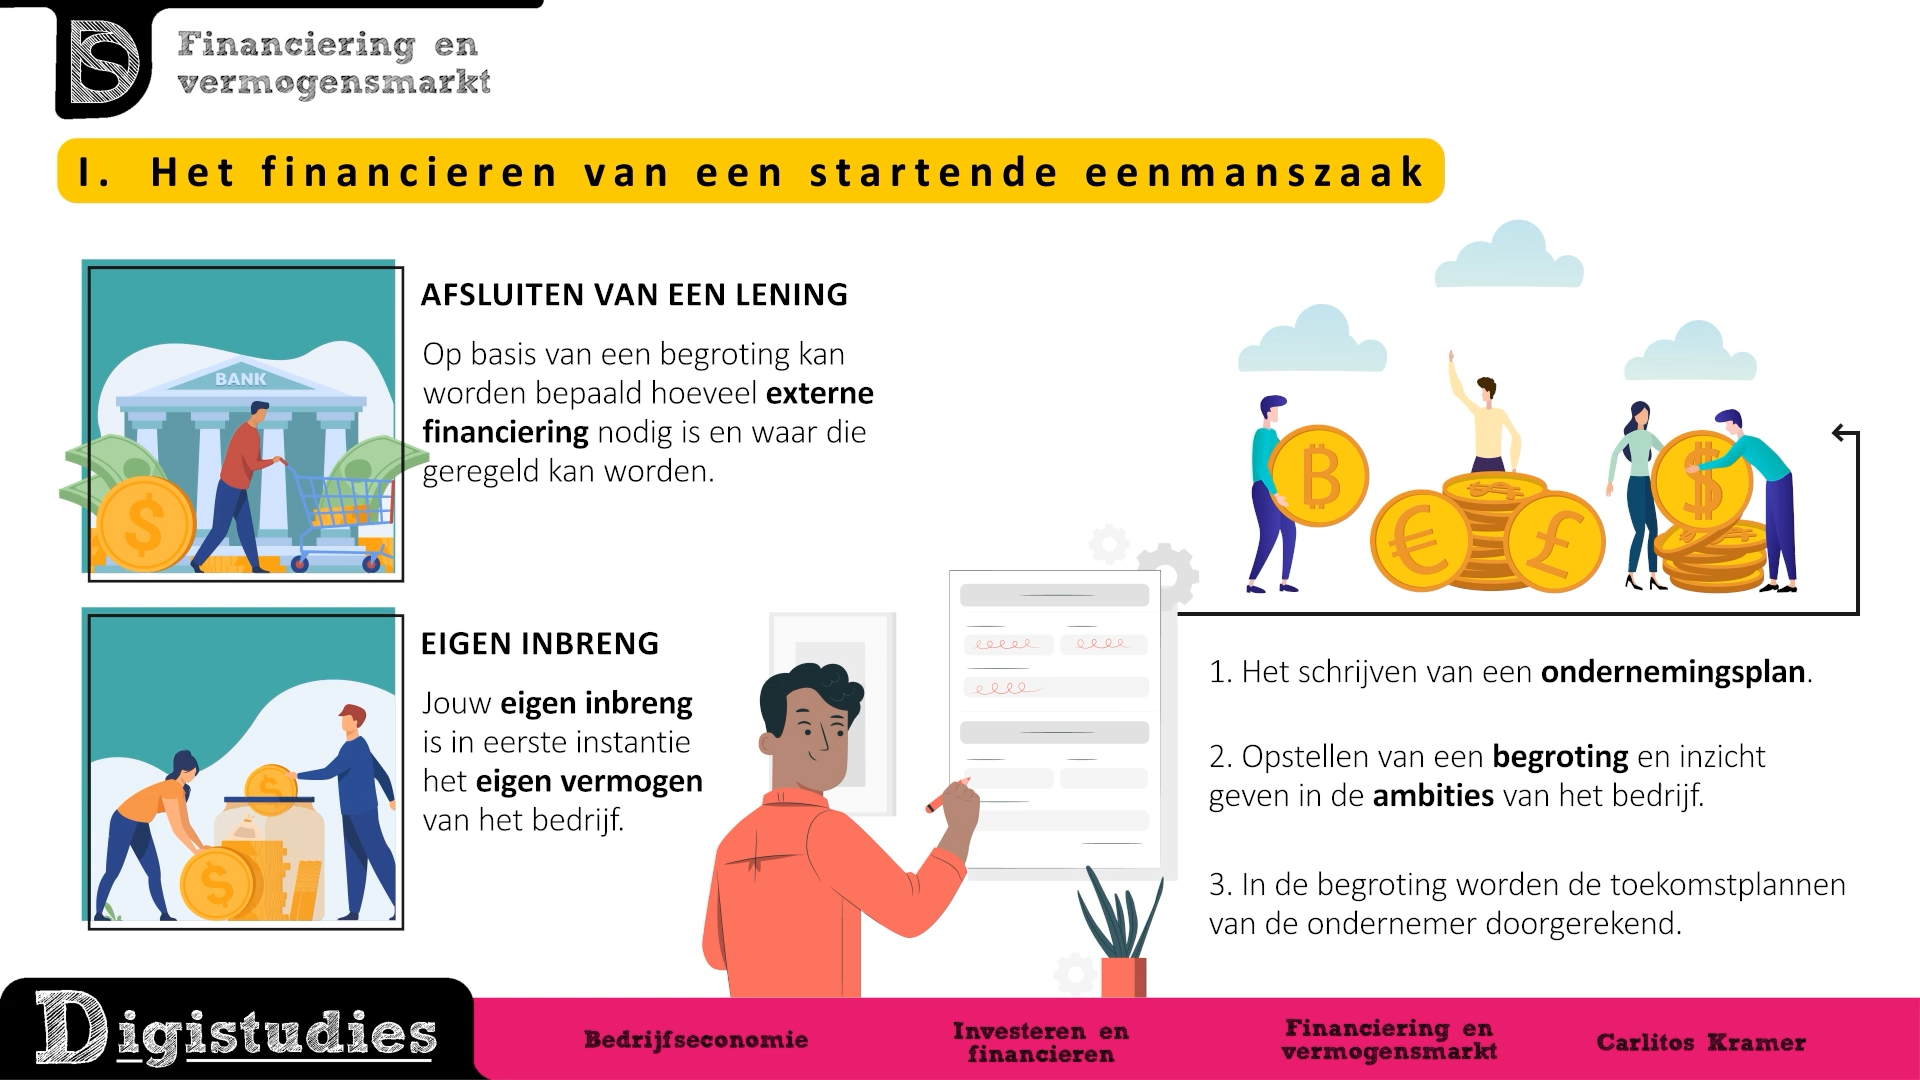 DS
Financiering en
vermogensmarkt
I. Het financieren van een startende eenmanszaak
BANK
$
AFSLUITEN VAN EEN LENING
Op basis van een begroting kan
worden bepaald hoeveel externe
financiering nodig is en waar die
geregeld kan worden.
B
$
€
£
$
$
EIGEN INBRENG
Jouw eigen inbreng
is in eerste instantie
het eigen vermogen
van het bedrijf.
$
$
1. Het schrijven van een ondernemingsplan.
2. Opstellen van een begroting en inzicht
geven in de ambities van het bedrijf.
3. In de begroting worden de toekomstplannen
van de ondernemer doorgerekend.
Digistudies
Bedrijfseconomie
Investeren en
financieren
Financiering en
vermogensmarkt
Carlitos Kramer